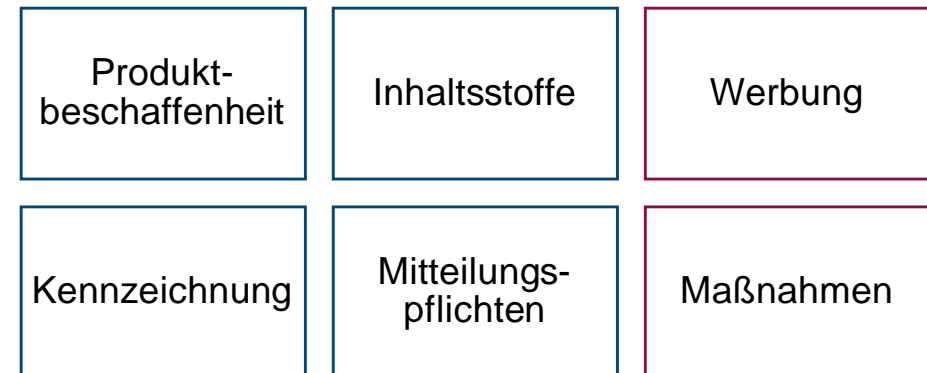 Produkt-
beschaffenheit
Inhaltsstoffe
Werbung
Kennzeichnung
Mitteilungs-
pflichten
Maßnahmen